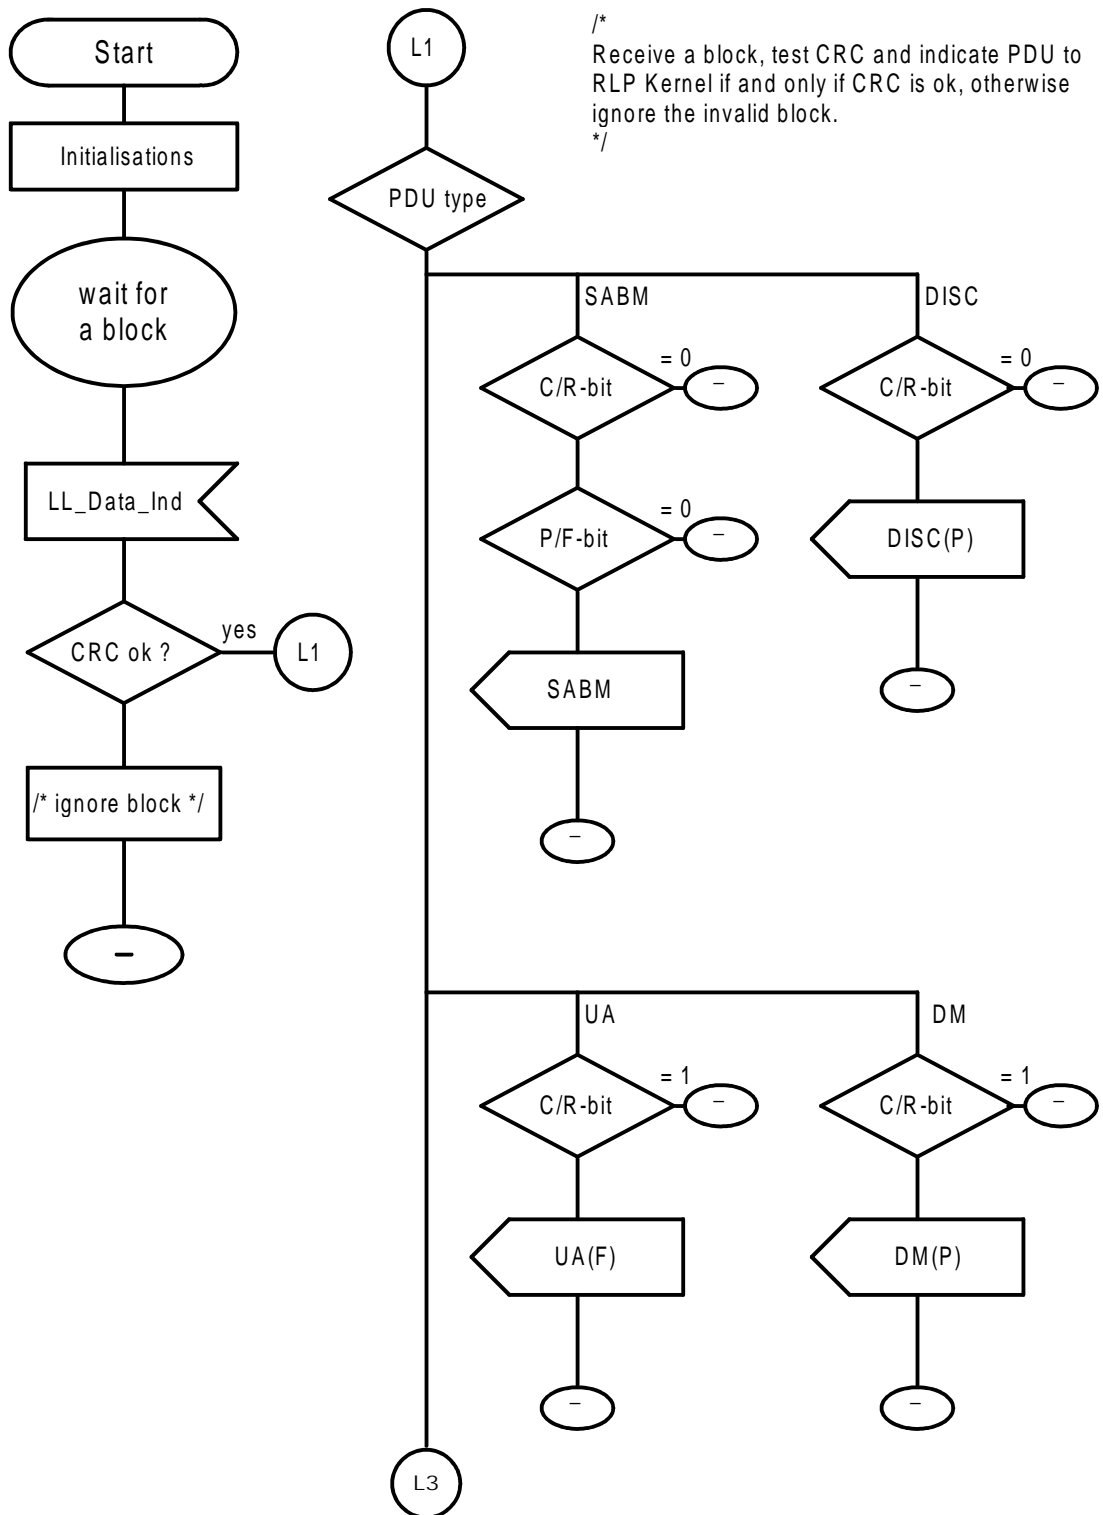 Start
Initialisations
wait for
a block
LL_Data_Ind
CRC ok ?
yes
L1
/* ignore block */
–
L1
/*
Receive a block, test CRC and indicate PDU to
RLP Kernel if and only if CRC is ok, otherwise
ignore the invalid block.
*/
PDU type
SABM
C/R-bit
= 0
–
P/F-bit
= 0
–
SABM
–
DISC
C/R-bit
= 0
–
DISC(P)
–
UA
C/R-bit
= 1
–
UA(F)
–
DM
C/R-bit
= 1
–
DM(P)
–
L3